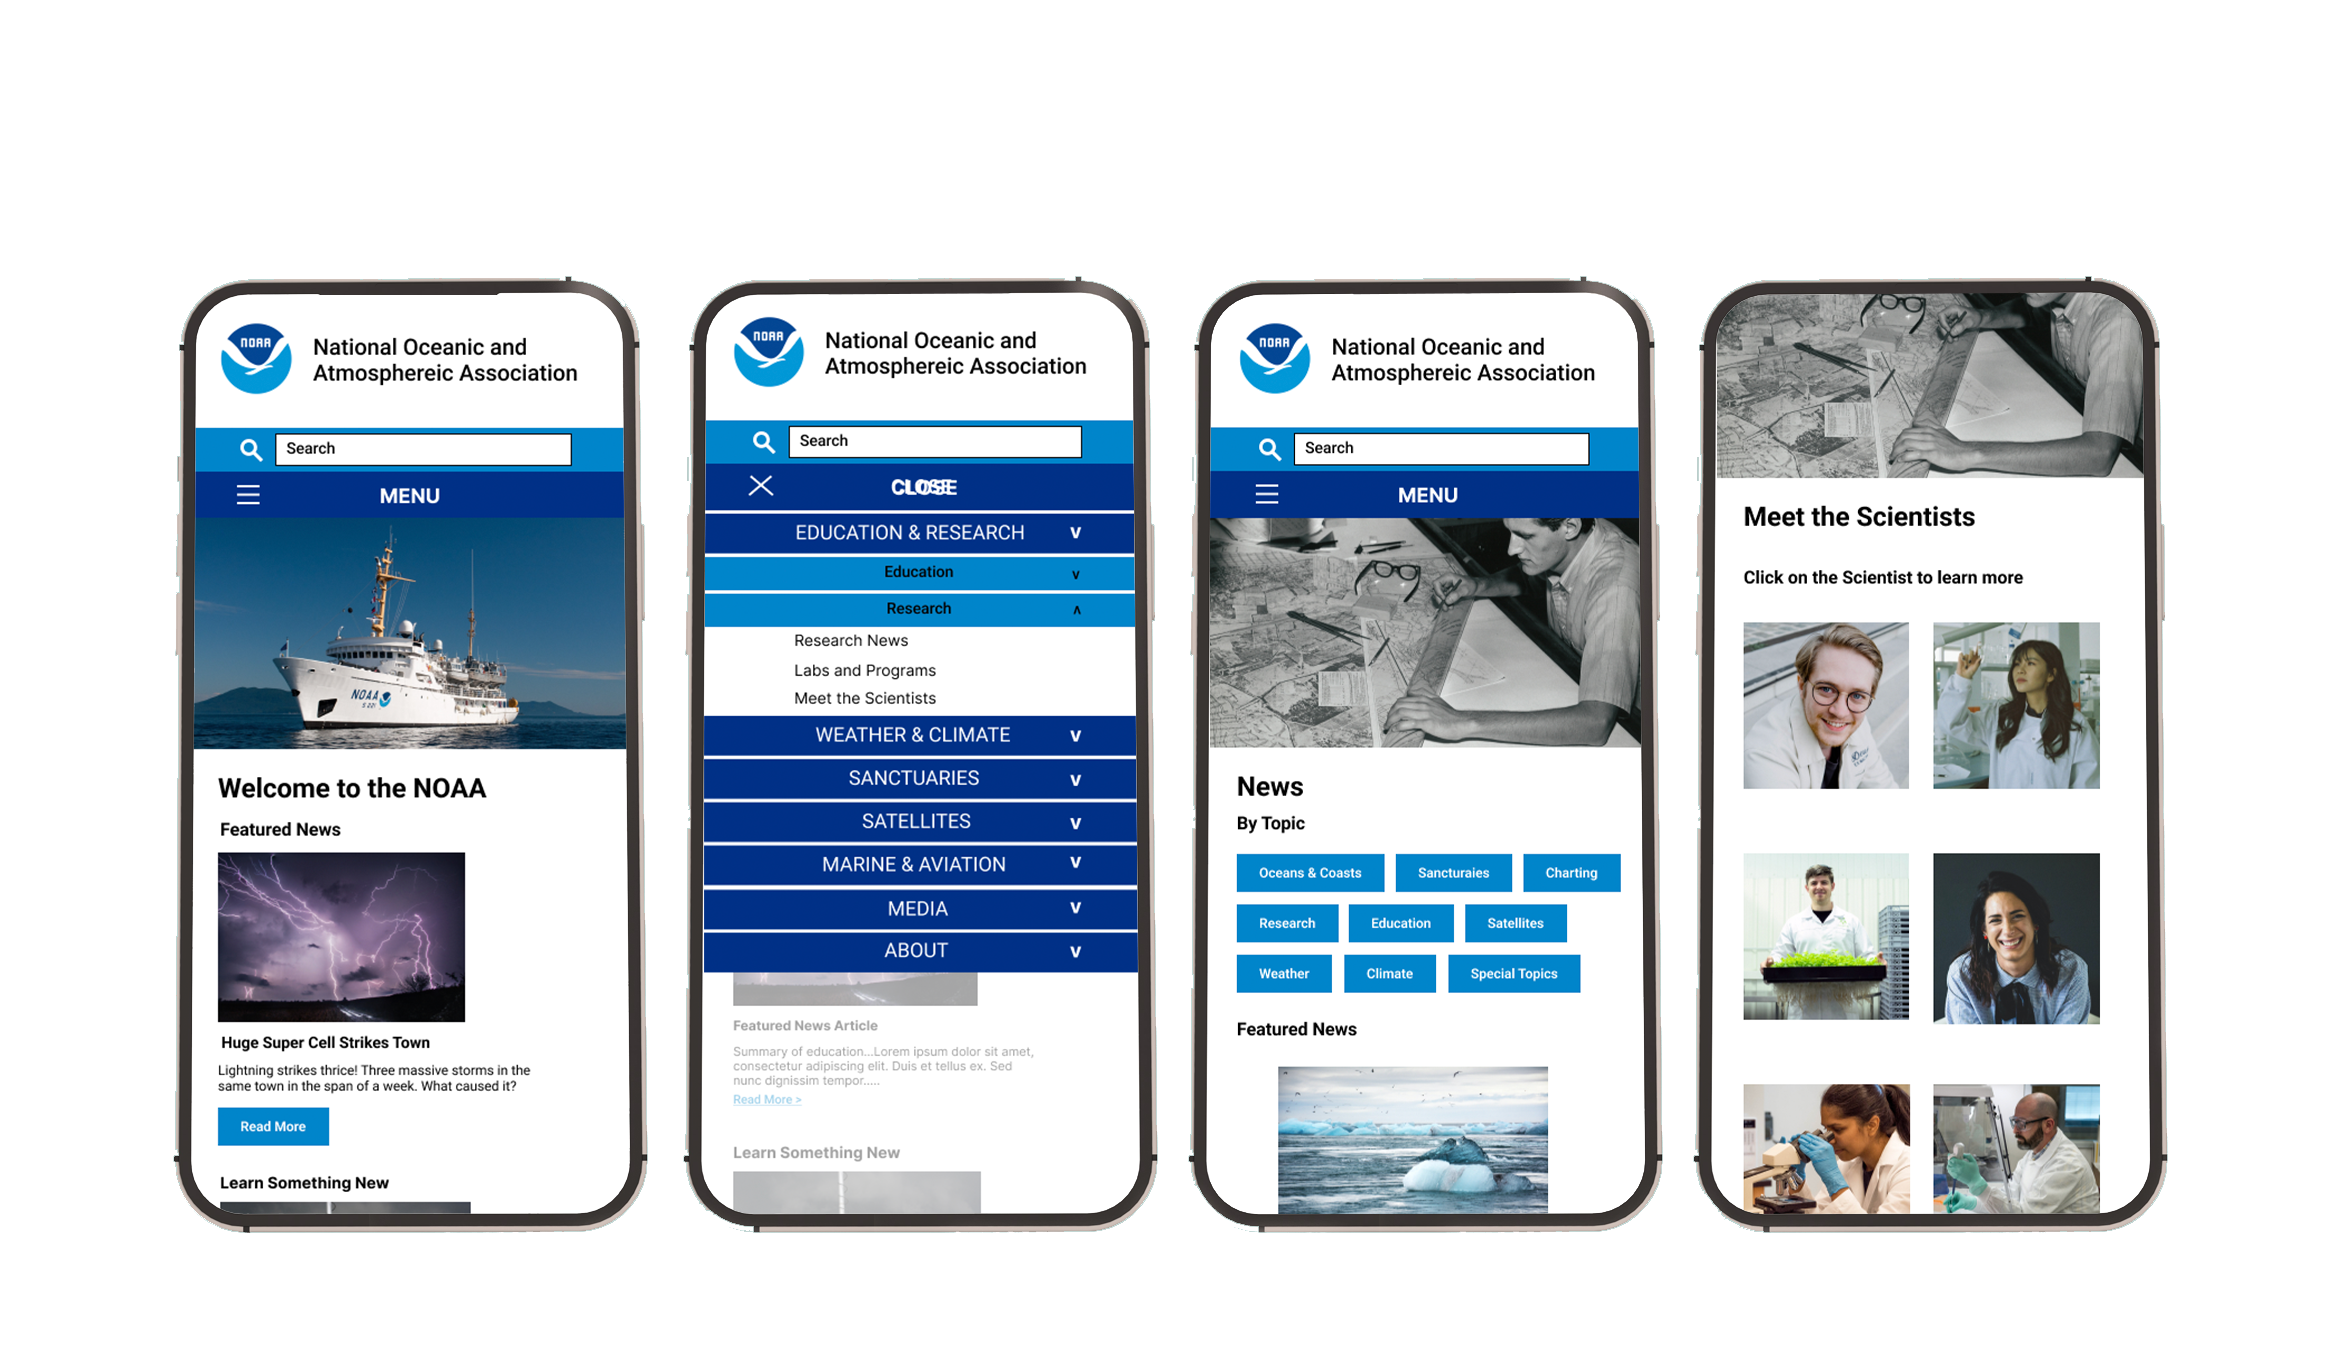 NOAA
National Oceanic and
Atmosphereic Association
Search
MENU
NOAA
S 221
Welcome to the NOAA
Featured News
Huge Super Cell Strikes Town
Lightning strikes thrice! Three massive storms in the
same town in the span of a week. What caused it?
Read More
Learn Something New
NOAA
National Oceanic and
Atmosphereic Association
Search
CLOSE
EDUCATION & RESEARCH
Education
Research
Research News
Labs and Programs
Meet the Scientists
WEATHER & CLIMATE
SANCTUARIES
SATELLITES
MARINE & AVIATION
MEDIA
ABOUT
Featured News Article
Summary of education...Lorem ipsum dolor sit amet,
consectetur adipiscing elit. Duis et tellus ex. Sed
nunc dignissim tempor.....
Read More >
Learn Something New
NOAA
National Oceanic and
Atmosphereic Association
Search
MENU
News
By Topic
Oceans & Coasts Sancturaies Charting
Research Education Satellites
Weather Climate Special Topics
Featured News
Meet the Scientists
Click on the Scientist to learn more